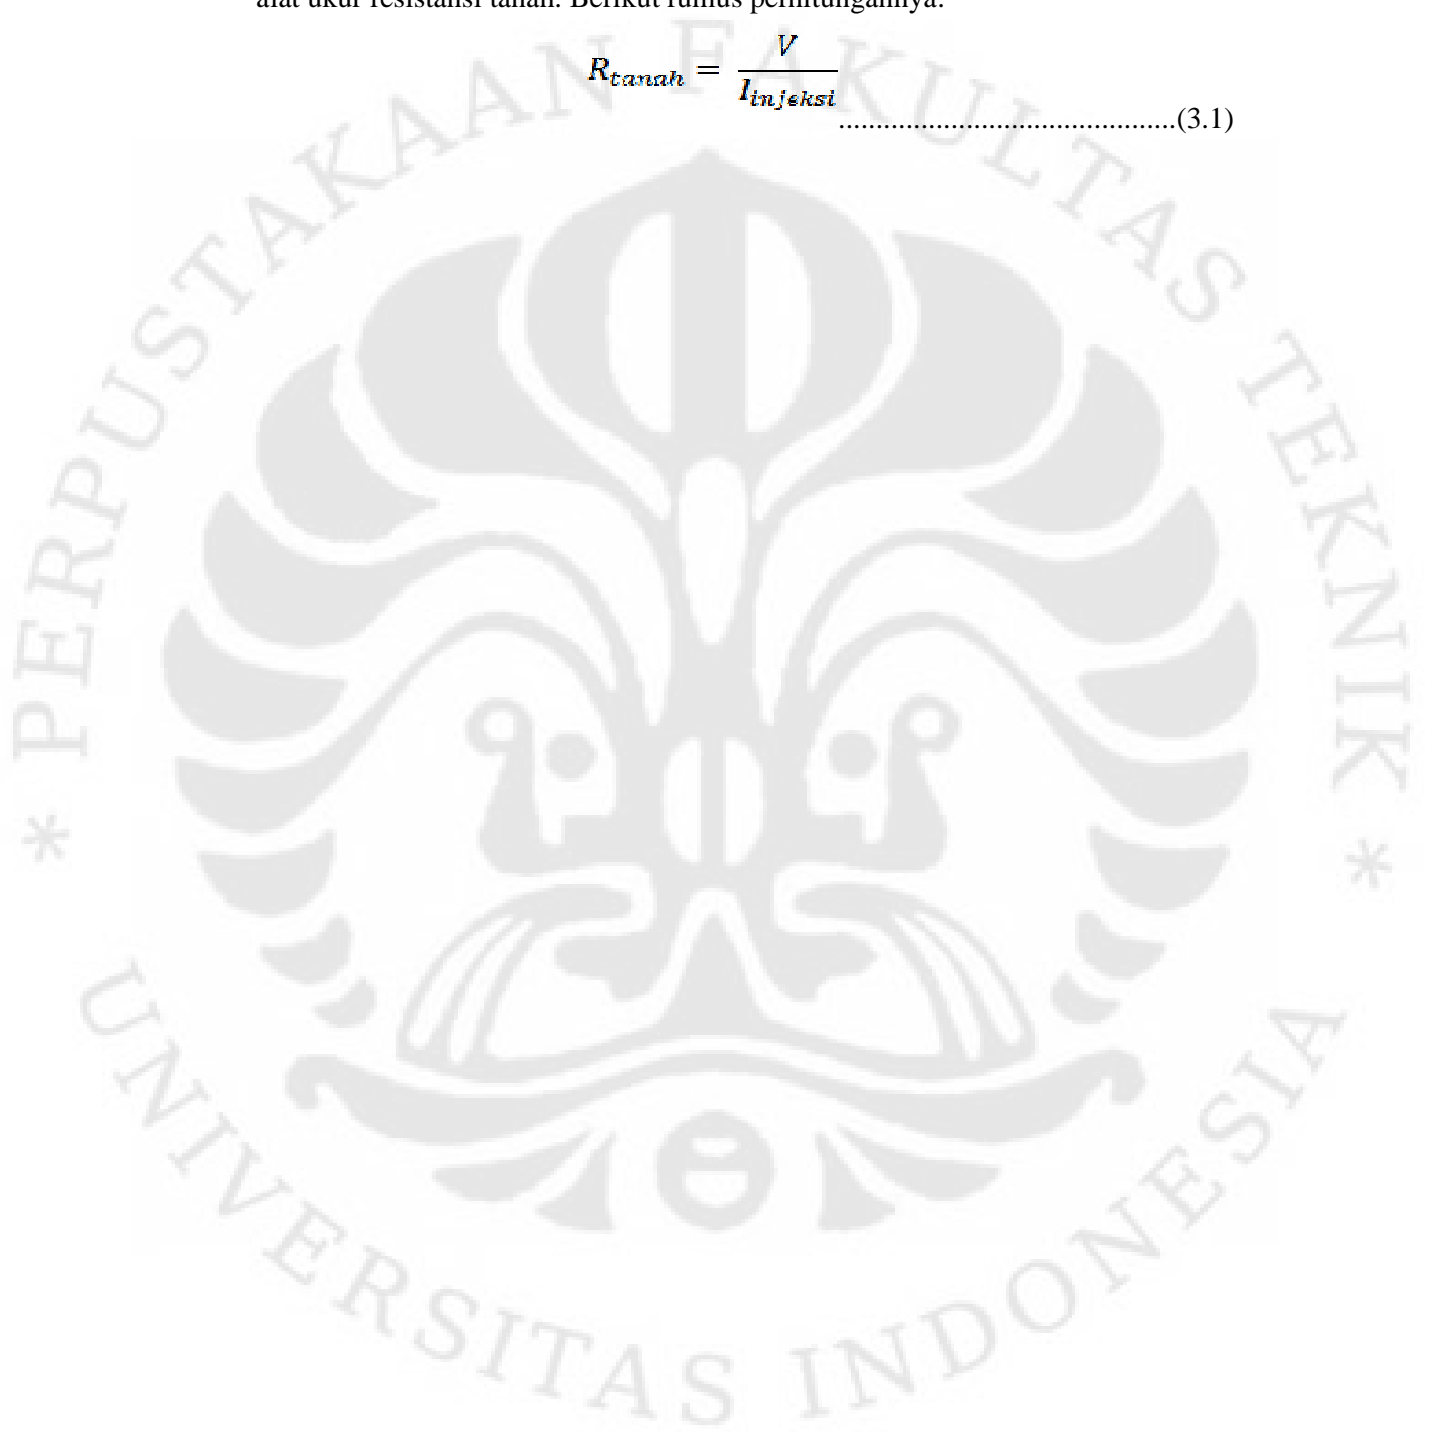 alat ukur resistansi tanah. Berikut rumus perhitungannya:
R_tanah = V / I_injeksi
..............................................(3.1)
* PERPUSTAKAAN FAKULTAS TEKNIK *
UNIVERSITAS INDONESIA